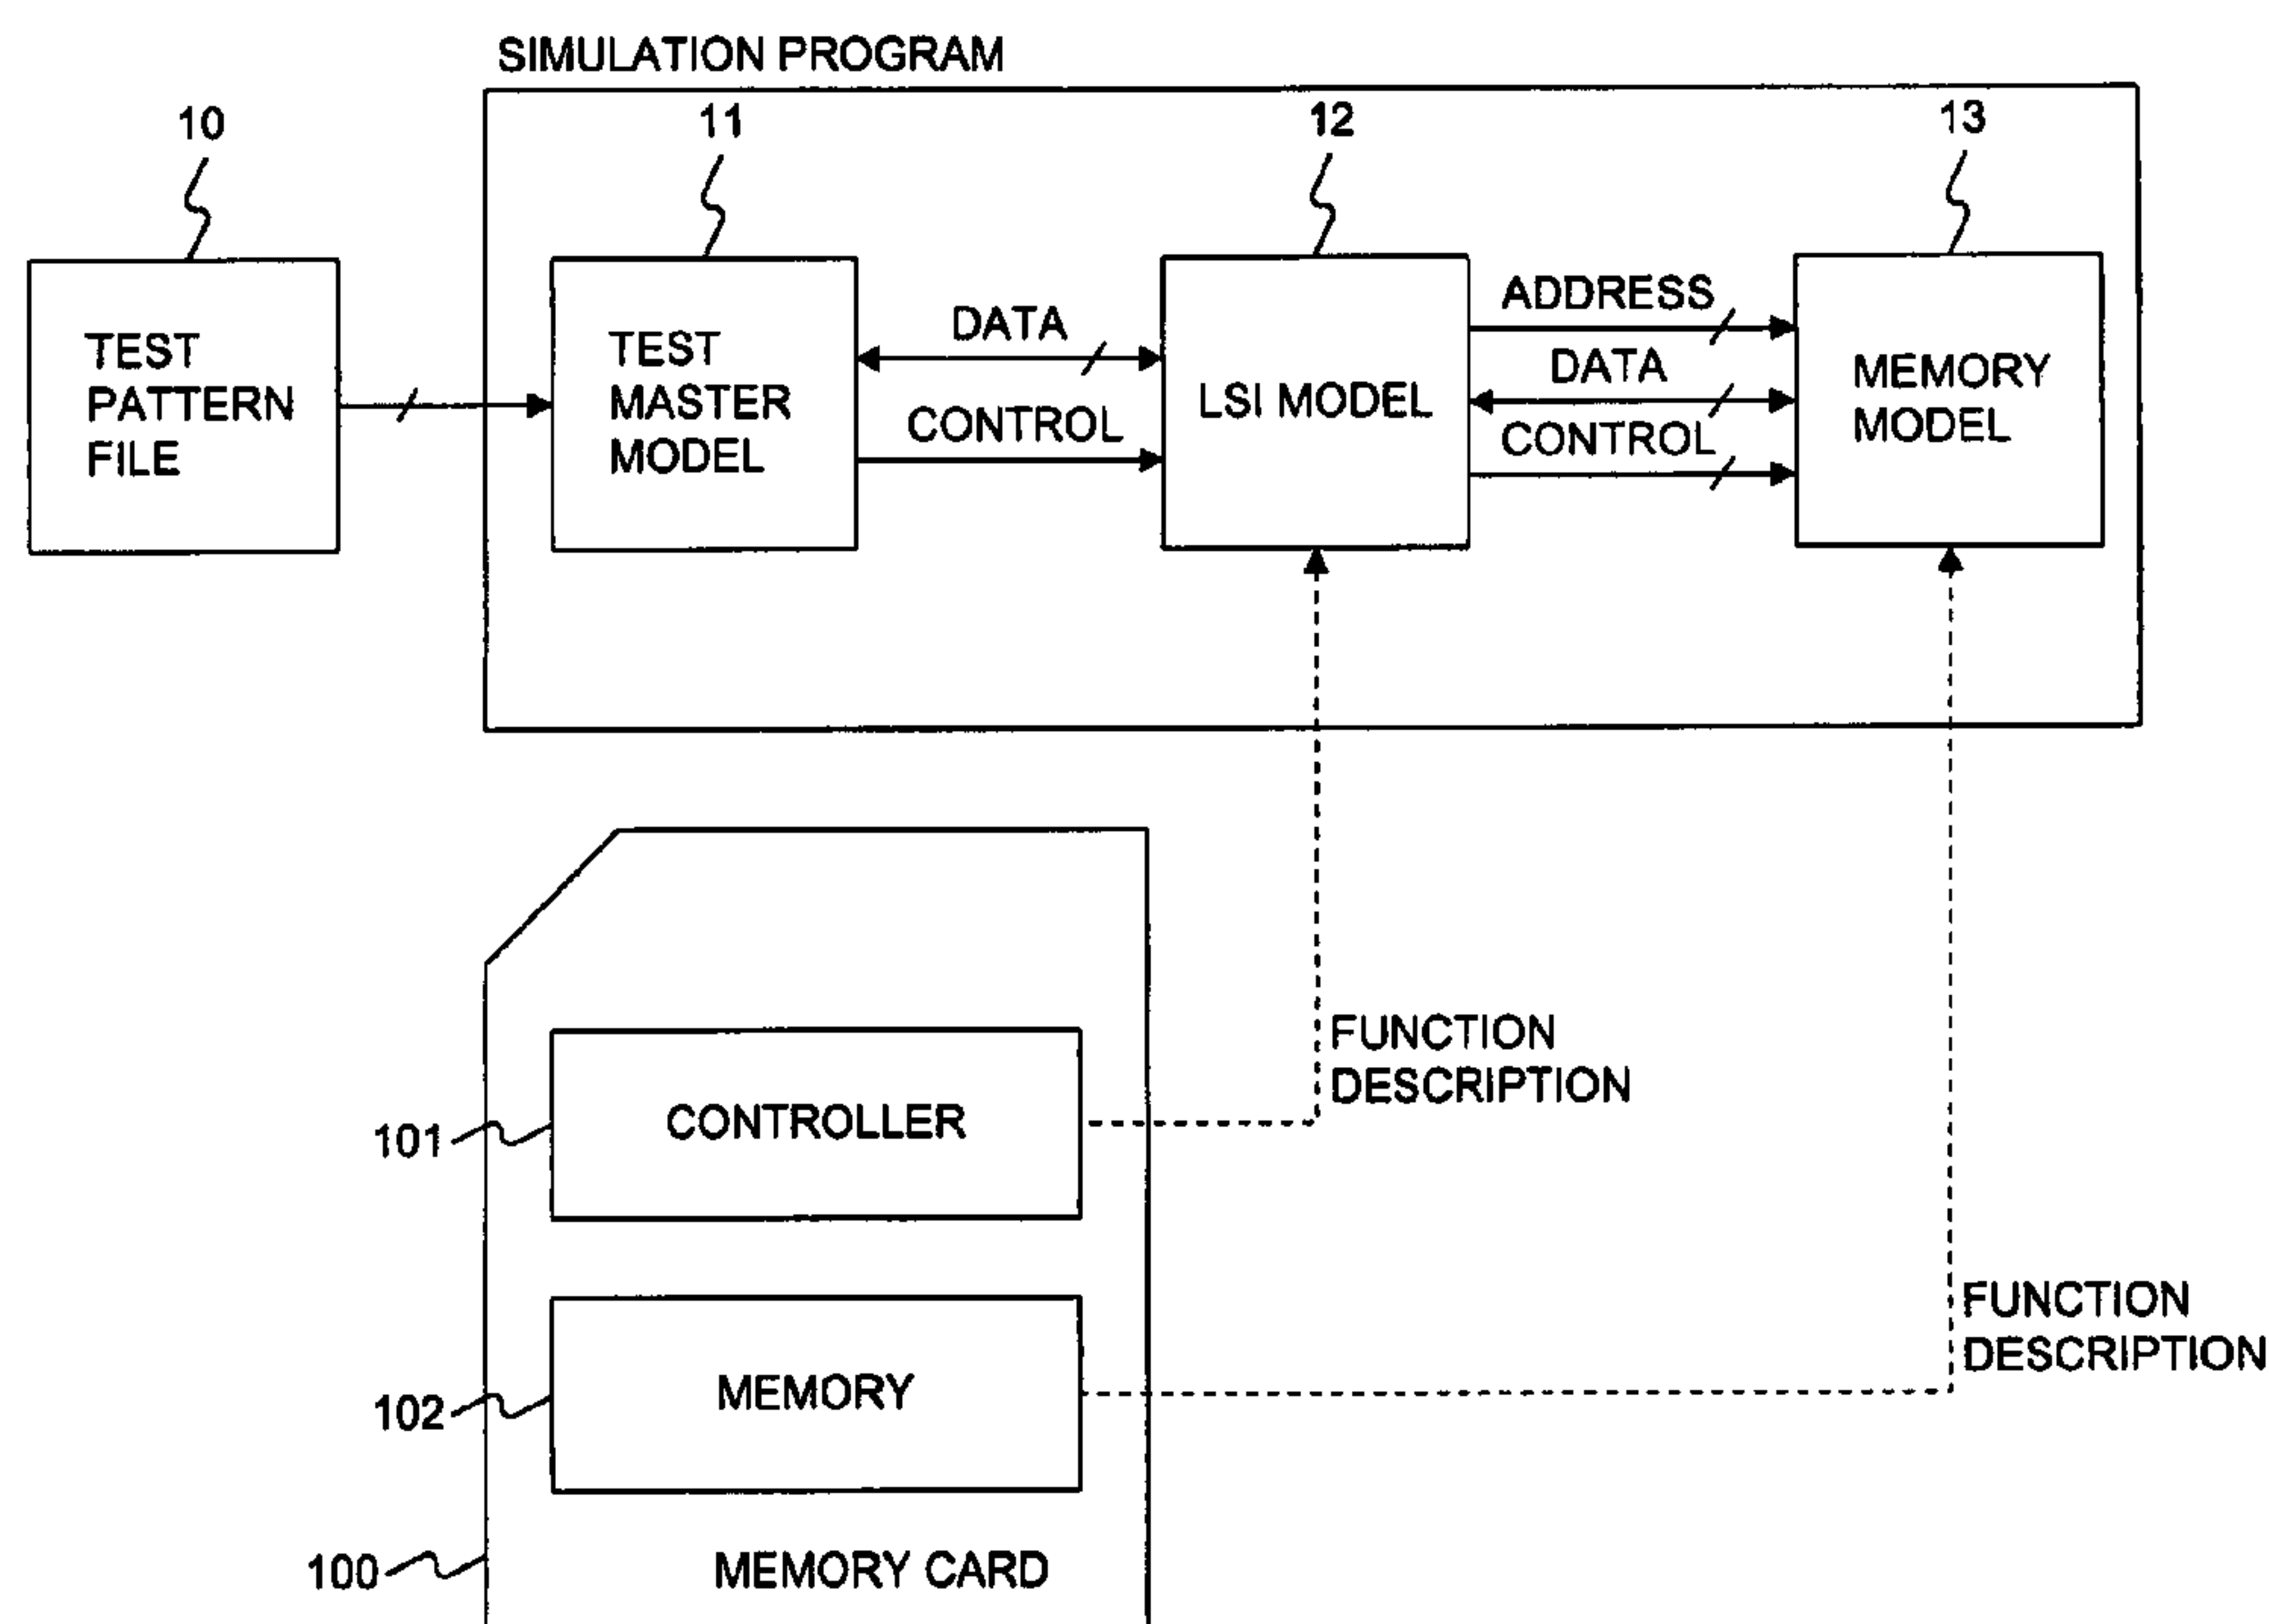 SIMULATION PROGRAM
10
11
12
13
TEST
PATTERN
FILE
TEST
MASTER
MODEL
DATA
CONTROL
LSI MODEL
ADDRESS
DATA
CONTROL
MEMORY
MODEL
FUNCTION
DESCRIPTION
101
CONTROLLER
FUNCTION
DESCRIPTION
102
MEMORY
100
MEMORY CARD